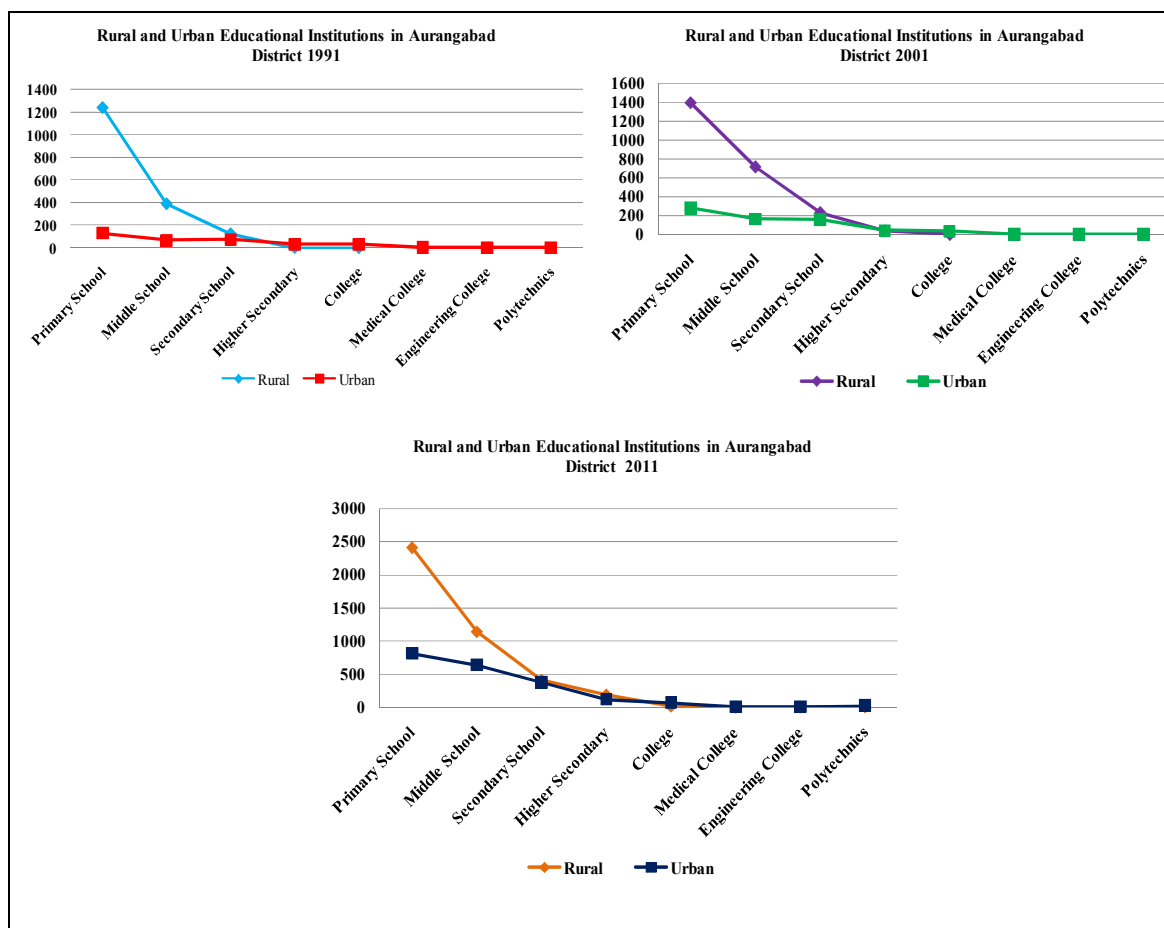 Rural and Urban Educational Institutions in Aurangabad
District 1991
1400
1200
1000
800
600
400
200
0
Primary School
Middle School
Secondary School
Higher Secondary
College
Medical College
Engineering College
Polytechnics
Rural
Urban
Rural and Urban Educational Institutions in Aurangabad
District 2001
1600
1400
1200
1000
800
600
400
200
0
Primary School
Middle School
Secondary School
Higher Secondary
College
Medical College
Engineering College
Polytechnics
Rural
Urban
Rural and Urban Educational Institutions in Aurangabad
District 2011
3000
2500
2000
1500
1000
500
0
Primary School
Middle School
Secondary School
Higher Secondary
College
Medical College
Engineering College
Polytechnics
Rural
Urban